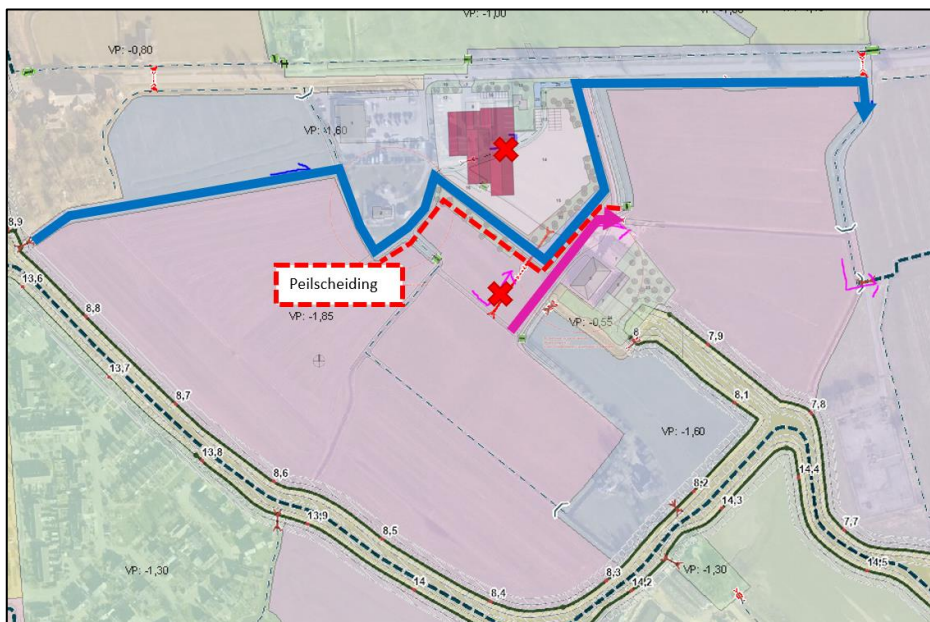 VP: -1,00
VP: -0,80
VP: -1,60
8,9
13,6
Peilscheiding
8,8
VP: -1,85
VP: -0,55
8
7,9
13,7
8,7
8,1
7,8
13,8
8,6
VP: -1,60
14,4
8,2
14,3
13,9
8,5
7,7
14,5
VP: -1,30
14
8,3
14,2
VP: -1,30
8,4